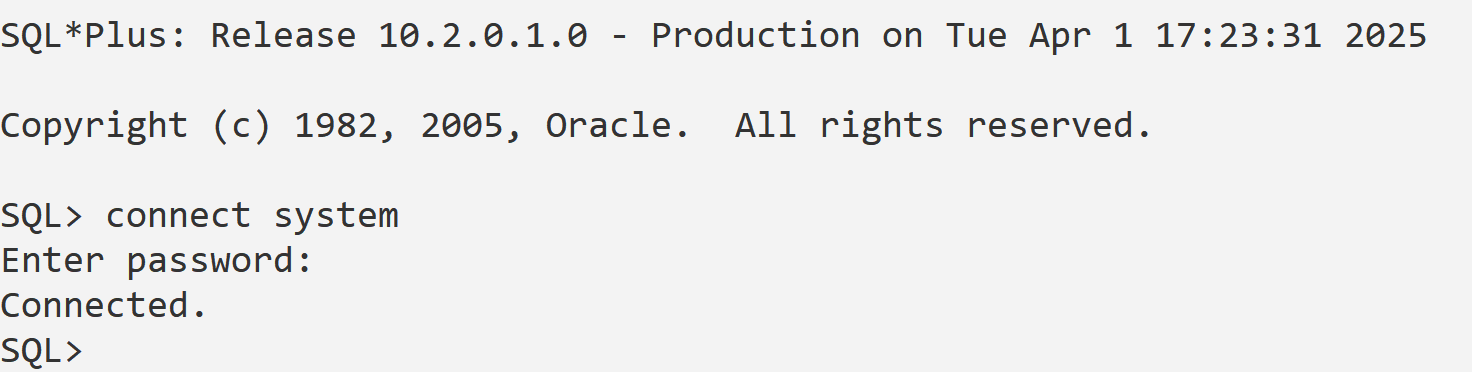 SQL*Plus: Release 10.2.0.1.0 - Production on Tue Apr 1 17:23:31 2025
Copyright (c) 1982, 2005, Oracle.  All rights reserved.
SQL> connect system
Enter password:
Connected.
SQL>